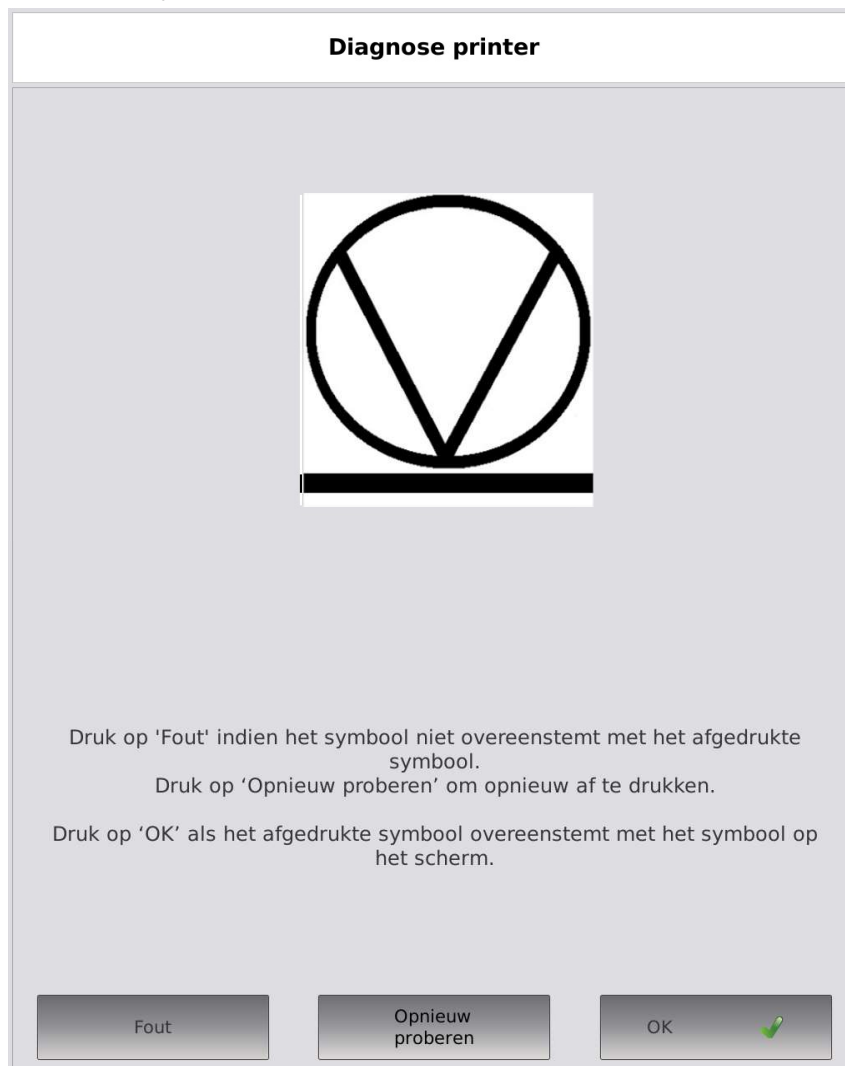 Diagnose printer
Druk op 'Fout' indien het symbool niet overeenstemt met het afgedrukte
symbool.
Druk op ‘Opnieuw proberen’ om opnieuw af te drukken.
Druk op ‘OK’ als het afgedrukte symbool overeenstemt met het symbool op
het scherm.
Fout
Opnieuw
proberen
OK